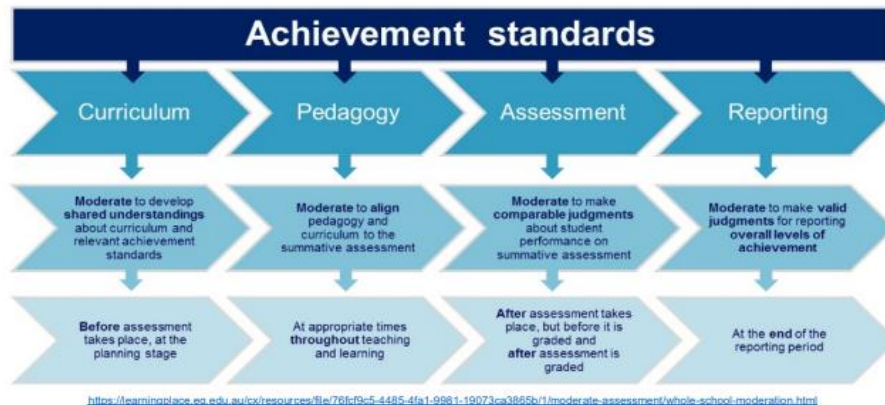 Achievement standards
Curriculum
Pedagogy
Assessment
Reporting
Moderate to develop
shared understandings
about curriculum and
relevant achievement
standards
Moderate to align
pedagogy and
curriculum to the
summative assessment
Moderate to make
comparable judgments
about student
performance on
summative assessment
Moderate to make valid
judgments for reporting
overall levels of
achievement
Before assessment
takes place, at the
planning stage
At appropriate times
throughout teaching
and learning
After assessment takes
place, but before it is
graded and
after assessment is
graded
At the end of the
reporting period
https://learningplace.eq.edu.au/cx/resources/file/76fcf9c5-4485-4fa1-9981-19073ca3865b/1/moderate-assessment/whole-school-moderation.html